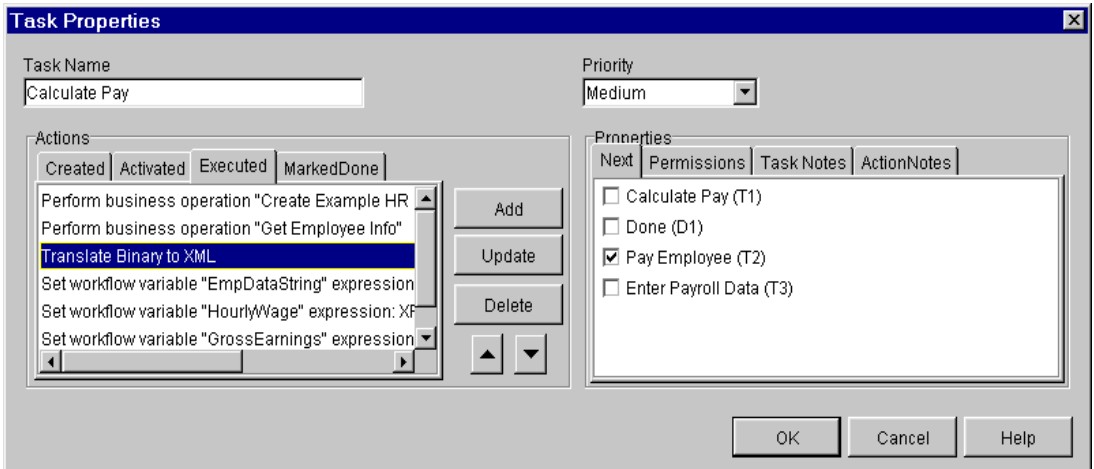 Task Properties
Task Name
Priority
Calculate Pay
Medium
Actions
Created Activated Executed MarkedDone
Perform business operation "Create Example HR
Perform business operation "Get Employee Info"
Translate Binary to XML
Set workflow variable "EmpDataString" expression
Set workflow variable "HourlyWage" expression: XP
Set workflow variable "GrossEarnings" expression
Add
Update
Delete
Properties
Next Permissions Task Notes ActionNotes
Calculate Pay (T1)
Done (D1)
Pay Employee (T2)
Enter Payroll Data (T3)
OK Cancel Help